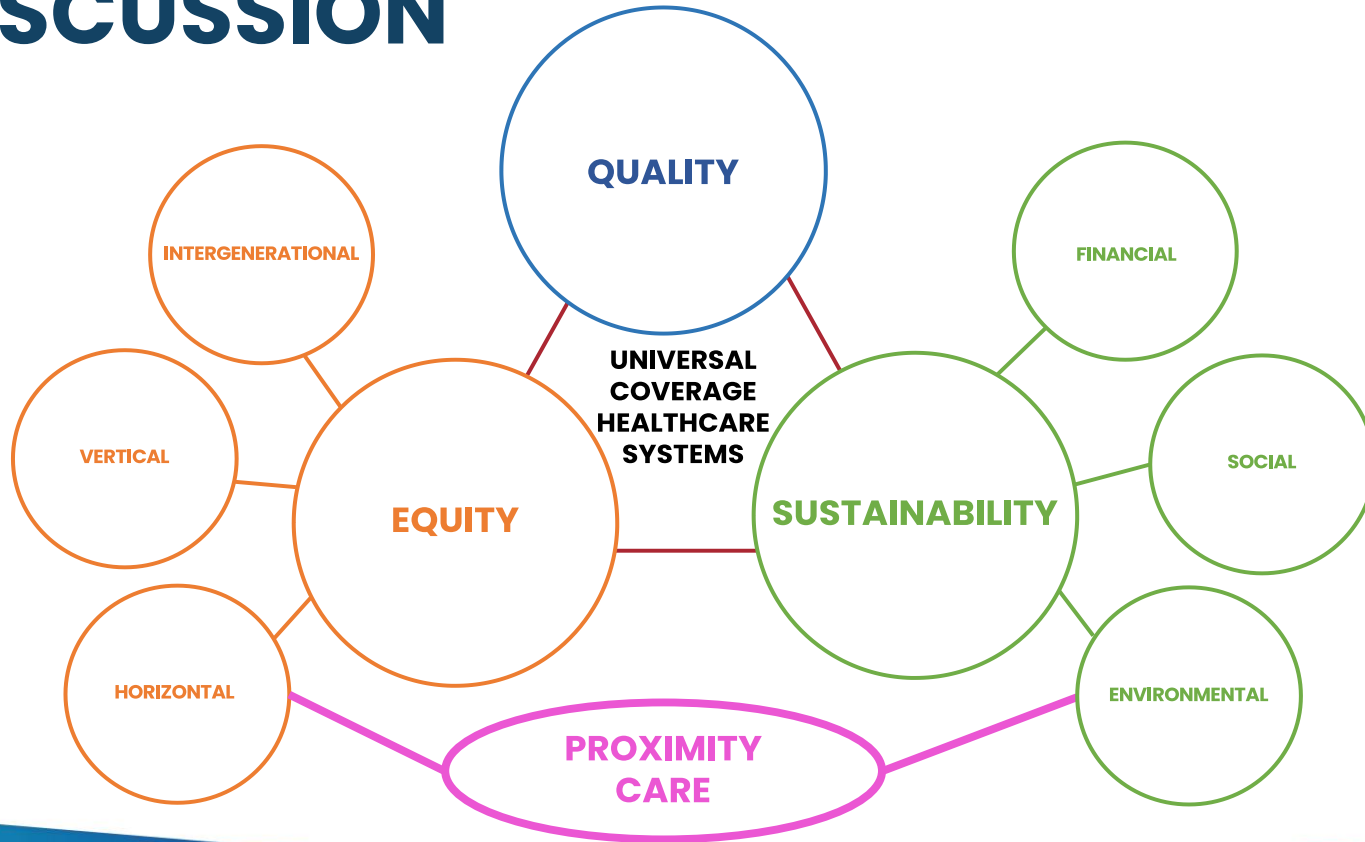 SCUSSION
QUALITY
INTERGENERATIONAL
FINANCIAL
UNIVERSAL
COVERAGE
HEALTHCARE
SYSTEMS
VERTICAL
SOCIAL
EQUITY
SUSTAINABILITY
HORIZONTAL
ENVIRONMENTAL
PROXIMITY
CARE